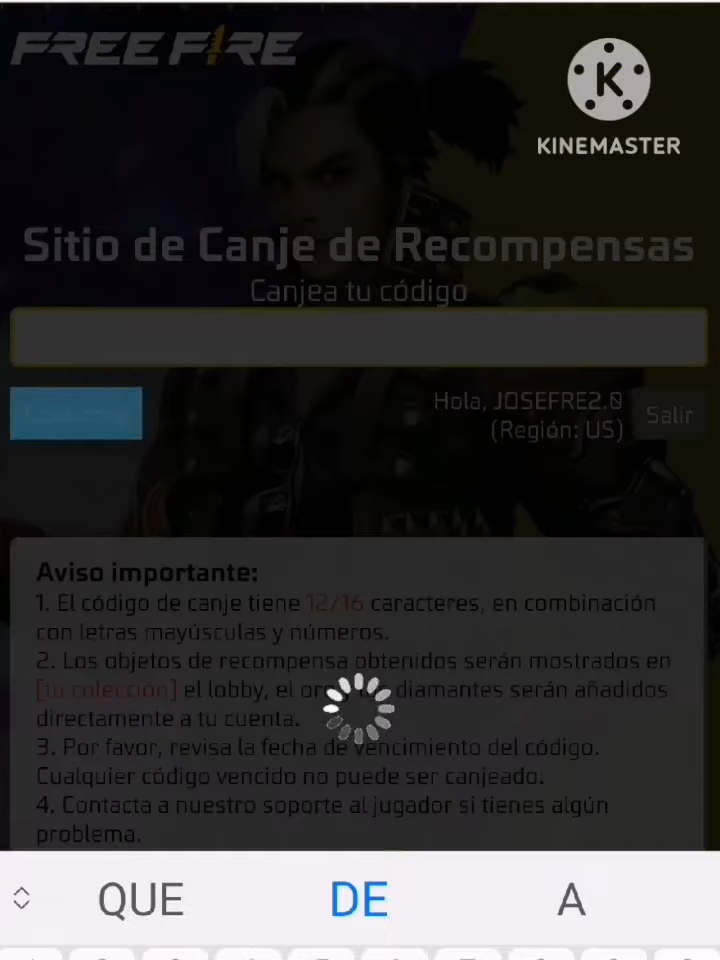 FREE FIRE
KINEMASTER
Sitio de Canje de Recompensas
Canjea tu código
Hola, JOSEFRE2.0
(Región: US)
Salir
Aviso importante:
1. El código de canje tiene 12/16 caracteres, en combinación
con letras mayúsculas y números.
2. Los objetos de recompensa obtenidos serán mostrados en
[tu colección] el lobby, el oro diamantes serán añadidos
directamente a tu cuenta.
3. Por favor, revisa la fecha de vencimiento del código.
Cualquier código vencido no puede ser canjeado.
4. Contacta a nuestro soporte al jugador si tienes algún
problema.
QUE
DE
A